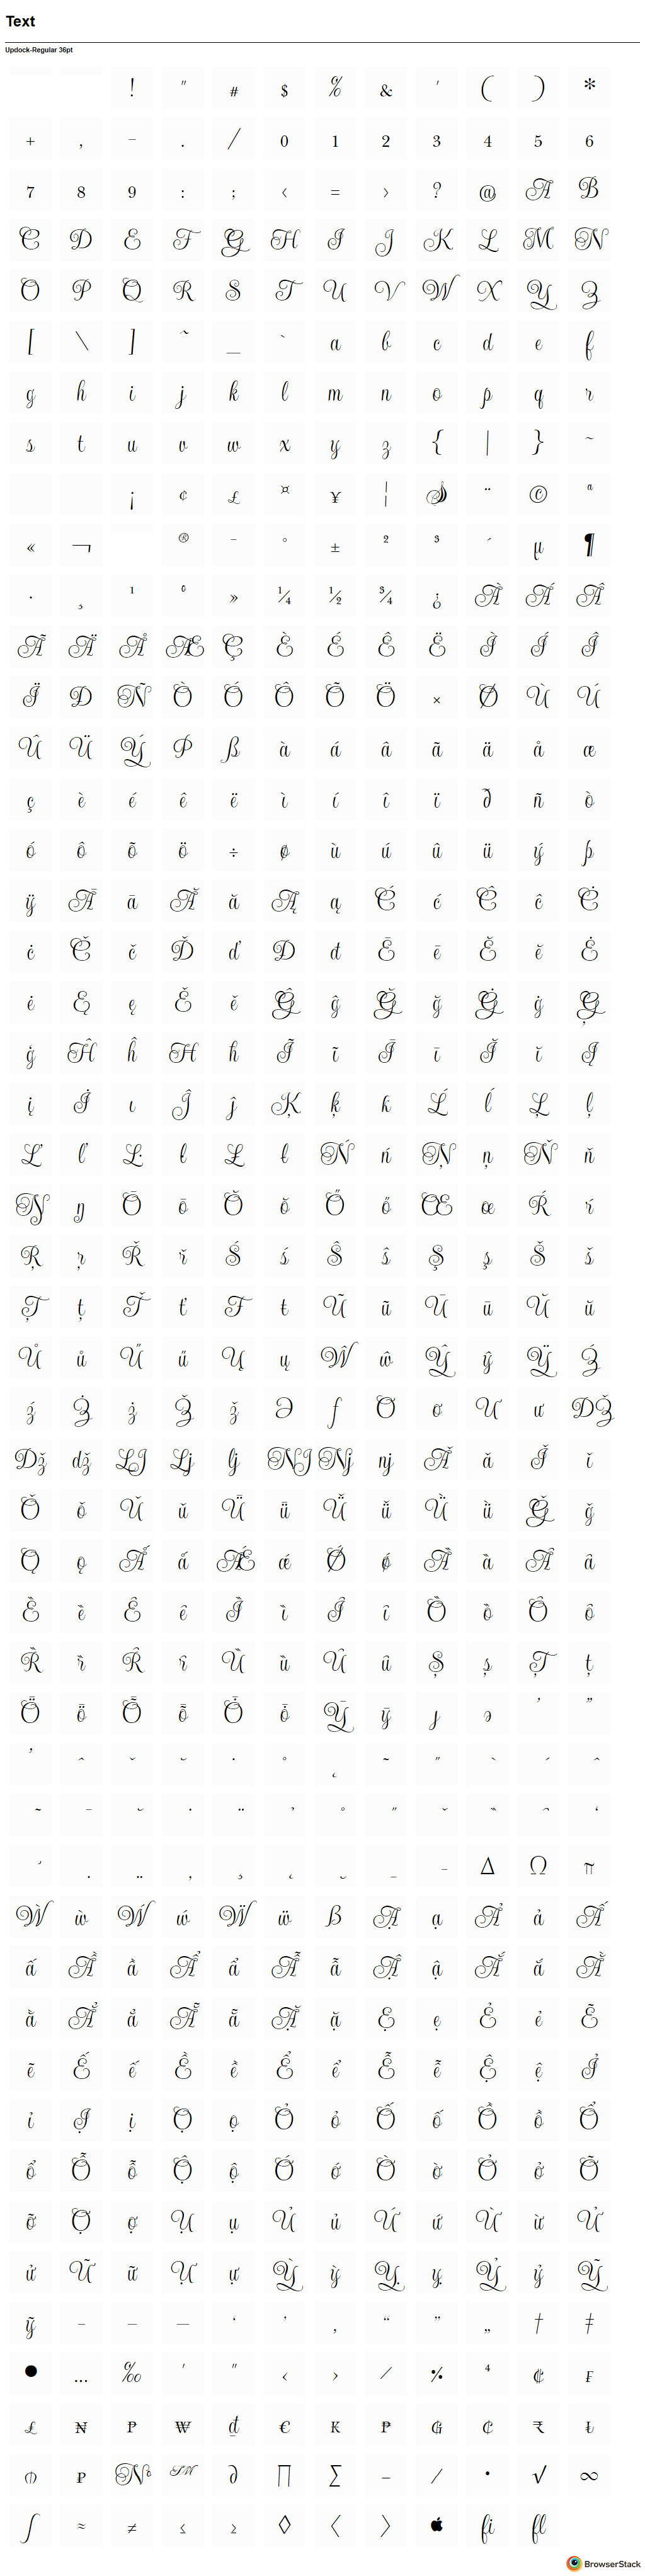 Text
Updock-Regular 36pt
! " # $ % & ' ( ) *
+ , - . / 0 1 2 3 4 5 6
7 8 9 : ; < = > ? @ A B
C D E F G H I J K L M N
O P Q R S T U V W X Y Z
[ \ ] ^ _ ` a b c d e f
g h i j k l m n o p q r
s t u v w x y z { | } ~
¡ ¢ £ ¤ ¥ ¦ ¨ © ª
« ¬ ® ¯ ° ± ² ³ ´ µ ¶
· ¸ ¹ º » ¼ ½ ¾ ¿ À Á Â
Ã Ä Å Æ Ç È É Ê Ë Ì Í Î
Ï Ð Ñ Ò Ó Ô Õ Ö × Ø Ù Ú
Û Ü Ý Þ ß à á â ã ä å æ
ç è é ê ë ì í î ï ð ñ ò
ó ô õ ö ÷ ø ù ú û ü ý þ
ÿ Ā ā Ă ă Ą ą Ć ć Ĉ ĉ Ċ
ċ Č č Ď ď Đ đ Ē ē Ĕ ĕ Ė
ė Ę ę Ě ě Ĝ ĝ Ğ ğ Ġ ġ Ģ
ģ Ĥ ĥ Ħ ħ Ĩ ĩ Ī ī Ĭ ĭ Į
į İ ı Ĵ ĵ Ķ ķ ĸ Ĺ ĺ Ļ ļ
Ľ ľ Ŀ ŀ Ł ł Ń ń Ņ ņ Ň ň
Ŋ ŋ Ō ō Ŏ ŏ Ő ő Œ œ Ŕ ŕ
Ŗ ŗ Ř ř Ś ś Ŝ ŝ Ş ş Š š
Ţ ţ Ť ť Ŧ ŧ Ũ ũ Ū ū Ŭ ŭ
Ů ů Ű ű Ų ų Ŵ ŵ Ŷ ŷ Ÿ Ź
ź Ż ż Ž ž Ə ƒ Ơ ơ Ư ư Ǆ
ǅ ǆ Ǉ ǈ ǉ Ǌ ǋ ǌ Ǎ ǎ Ǐ ǐ
Ǒ ǒ Ǔ ǔ Ǖ ǖ Ǚ ǚ Ǜ ǜ Ǧ ǧ
Ǫ ǫ Ǻ ǻ Ǽ ǽ Ǿ ǿ Ȁ ȁ Ȃ ȃ
Ȅ ȅ Ȇ ȇ Ȉ ȉ Ȋ ȋ Ȍ ȍ Ȏ ȏ
Ȑ ȑ Ȓ ȓ Ȕ ȕ Ȗ ȗ Ș ș Ț ț
Ȫ ȫ Ȭ ȭ Ȱ ȱ Ȳ ȳ ȷ ə ʼ ˮ
∆ Ω π
Ẁ ẁ Ẃ ẃ Ẅ ẅ ẞ Ạ ạ Ả ả Ấ
ấ Ầ ầ Ẩ ẩ Ẫ ẫ Ậ ậ Ắ ắ Ằ
ằ Ẳ ẳ Ẵ ẵ Ặ ặ Ẹ ẹ Ẻ ẻ Ẽ
ẽ Ế ế Ề ề Ể ể Ễ ễ Ệ ệ Ỉ
ỉ Ị ị Ọ ọ Ỏ ỏ Ố ố Ồ ồ Ổ
ổ Ỗ ỗ Ộ ộ Ớ ớ Ờ ờ Ở ở Ỡ
ỡ Ợ ợ Ụ ụ Ủ ủ Ứ ứ Ừ ừ Ử
ử Ữ ữ Ự ự Ỳ ỳ Ỵ ỵ Ỷ ỷ Ỹ
ỹ – — ‘ ’ ‚ “ ” „ † ‡
• … ‰ ′ ″ ‹ › ⁄ ⁒ ⁴ ₡ ₣
₤ ₦ ₧ ₩ ₫ € ₭ ₱ ₲ ₵ ₹ ₺
₼ ₽ № ℠ ∂ ∏ ∑ − ∕ ∙ √ ∞
∫ ≈ ≠ ≤ ≥ ◊ 〈 〉 ﬁ ﬂ
BrowserStack